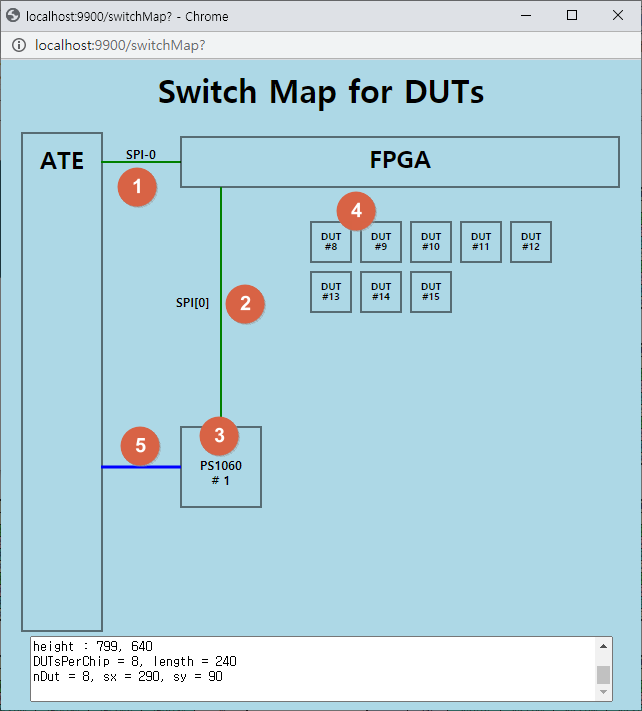 localhost:9900/switchMap? - Chrome
localhost:9900/switchMap?
Switch Map for DUTs
ATE
SPI-0
FPGA
1
4
DUT
#8
DUT
#9
DUT
#10
DUT
#11
DUT
#12
DUT
#13
DUT
#14
DUT
#15
SPI[0]
2
3
5
PS1060
# 1
height : 799, 640
DUTsPerChip = 8, length = 240
nDut = 8, sx = 290, sy = 90